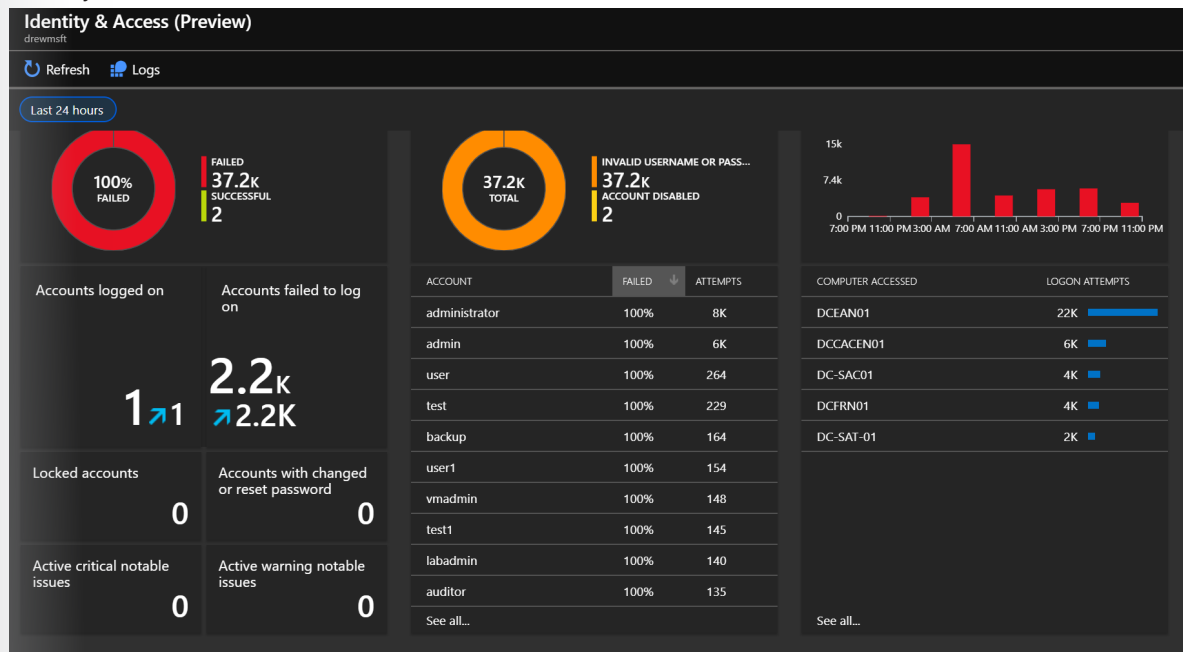 Identity & Access (Preview)
drewmsft
Refresh Logs
Last 24 hours
100%
FAILED
FAILED
37.2K
SUCCESSFUL
2
37.2K
TOTAL
INVALID USERNAME OR PASS...
37.2K
ACCOUNT DISABLED
2
15k
7.4k
0
7:00 PM 11:00 PM 3:00 AM 7:00 AM 11:00 AM 3:00 PM 7:00 PM 11:00 PM
Accounts logged on
1 1
Accounts failed to log
on
2.2K
2.2K
Locked accounts
0
Accounts with changed
or reset password
0
Active critical notable
issues
0
Active warning notable
issues
0
ACCOUNT FAILED ATTEMPTS
administrator 100% 8K
admin 100% 6K
user 100% 264
test 100% 229
backup 100% 164
user1 100% 154
vmadmin 100% 148
test1 100% 145
labadmin 100% 140
auditor 100% 135
See all...
COMPUTER ACCESSED LOGON ATTEMPTS
DCEAN01 22K
DCCACEN01 6K
DC-SAC01 4K
DCFRN01 4K
DC-SAT-01 2K
See all...